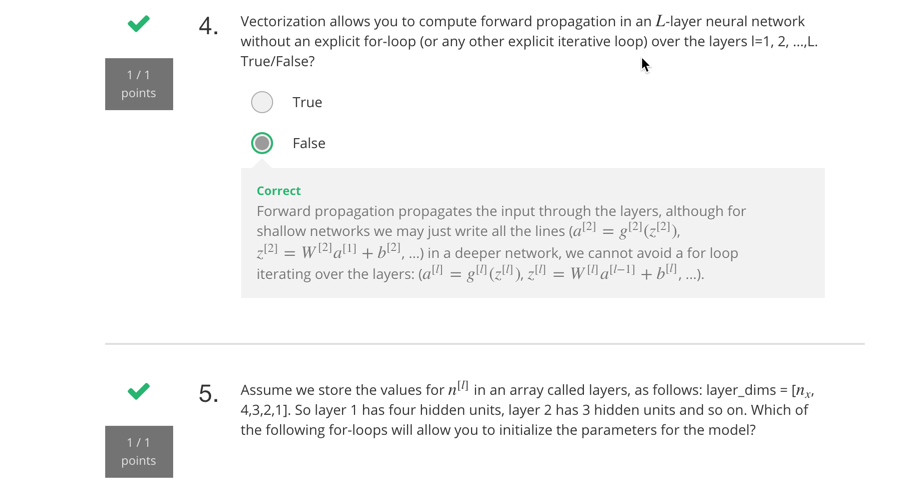 4.
Vectorization allows you to compute forward propagation in an L-layer neural network
without an explicit for-loop (or any other explicit iterative loop) over the layers l=1, 2, …,L.
True/False?
1 / 1
points
True
False
Correct
Forward propagation propagates the input through the layers, although for
shallow networks we may just write all the lines (a^[2] = g^[2](z^[2]),
z^[2] = W^[2]a^[1] + b^[2], …) in a deeper network, we cannot avoid a for loop
iterating over the layers: (a^[l] = g^[l](z^[l]), z^[l] = W^[l]a^[l−1] + b^[l], …).
5.
Assume we store the values for n^[l] in an array called layers, as follows: layer_dims = [n_x,
4,3,2,1]. So layer 1 has four hidden units, layer 2 has 3 hidden units and so on. Which of
the following for-loops will allow you to initialize the parameters for the model?
1 / 1
points